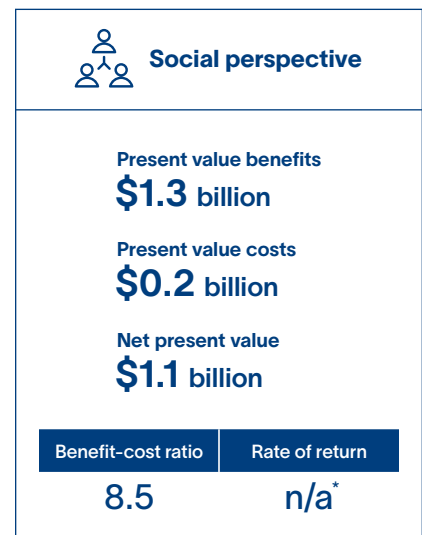 Social perspective
Present value benefits
$1.3 billion
Present value costs
$0.2 billion
Net present value
$1.1 billion
Benefit-cost ratio Rate of return
8.5 n/a*